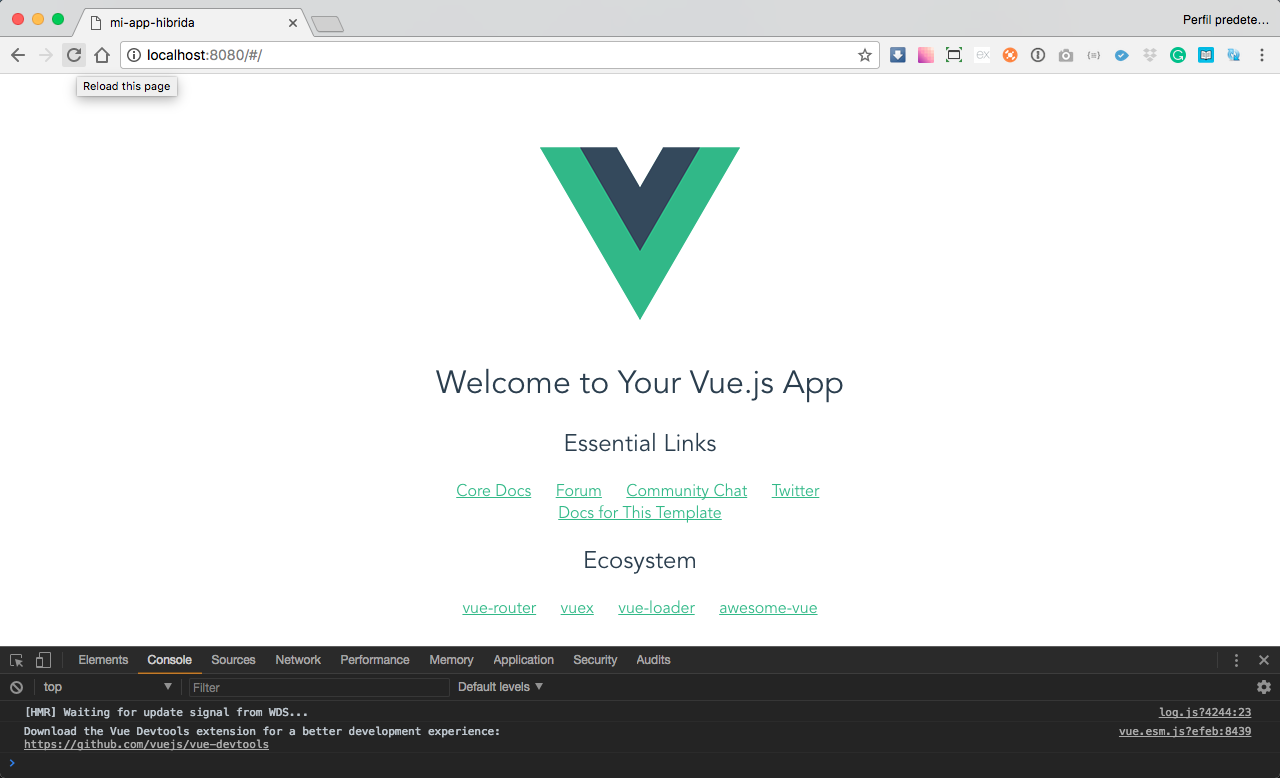 mi-app-hibrida
Perfil predete...
localhost:8080/#/
Reload this page
Welcome to Your Vue.js App
Essential Links
Core Docs Forum Community Chat Twitter
Docs for This Template
Ecosystem
vue-router vuex vue-loader awesome-vue
Elements Console Sources Network Performance Memory Application Security Audits
top Filter Default levels
[HMR] Waiting for update signal from WDS... log.js?4244:23
Download the Vue Devtools extension for a better development experience: vue.esm.js?efeb:8439
https://github.com/vuejs/vue-devtools